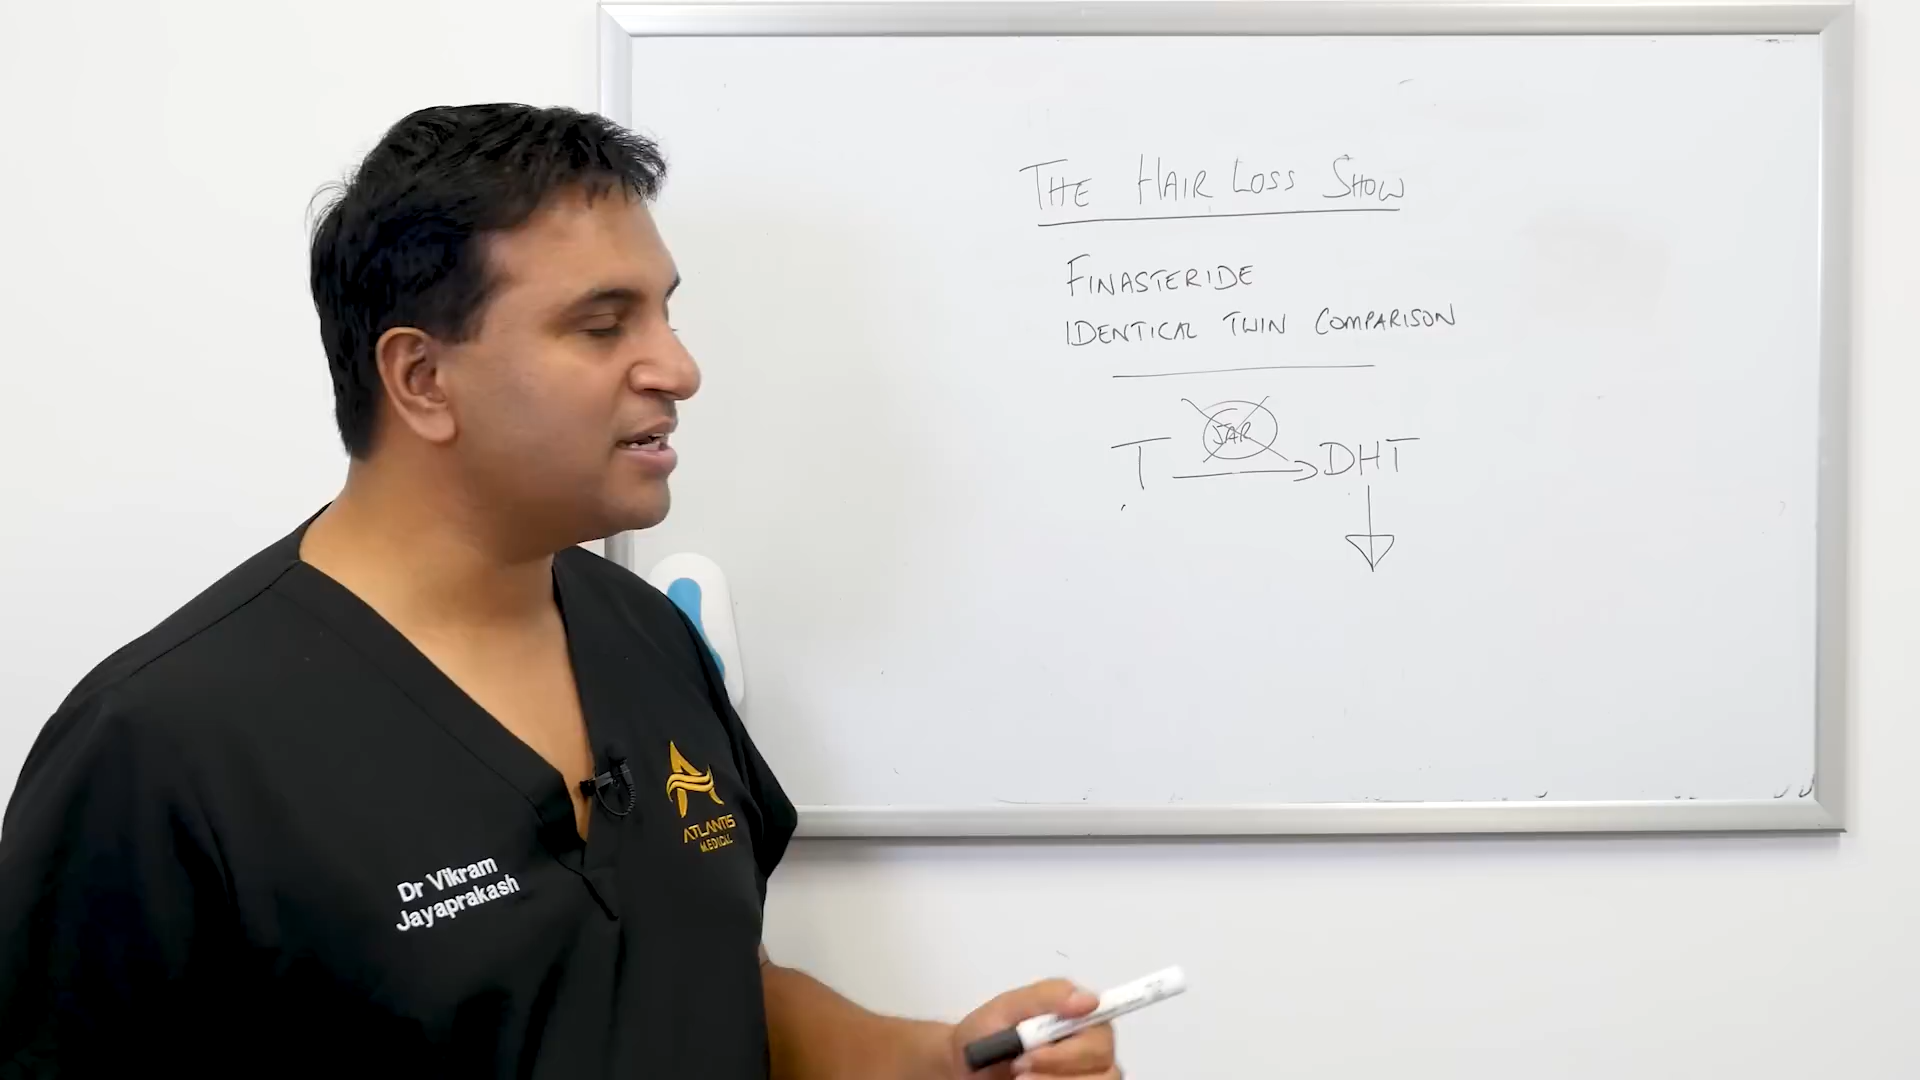 THE HAIR LOSS SHOW
FINASTERIDE
IDENTICAL TWIN COMPARISON
T 5AR DHT
ATLANTIS
MEDICAL
Dr Vikram
Jayaprakash